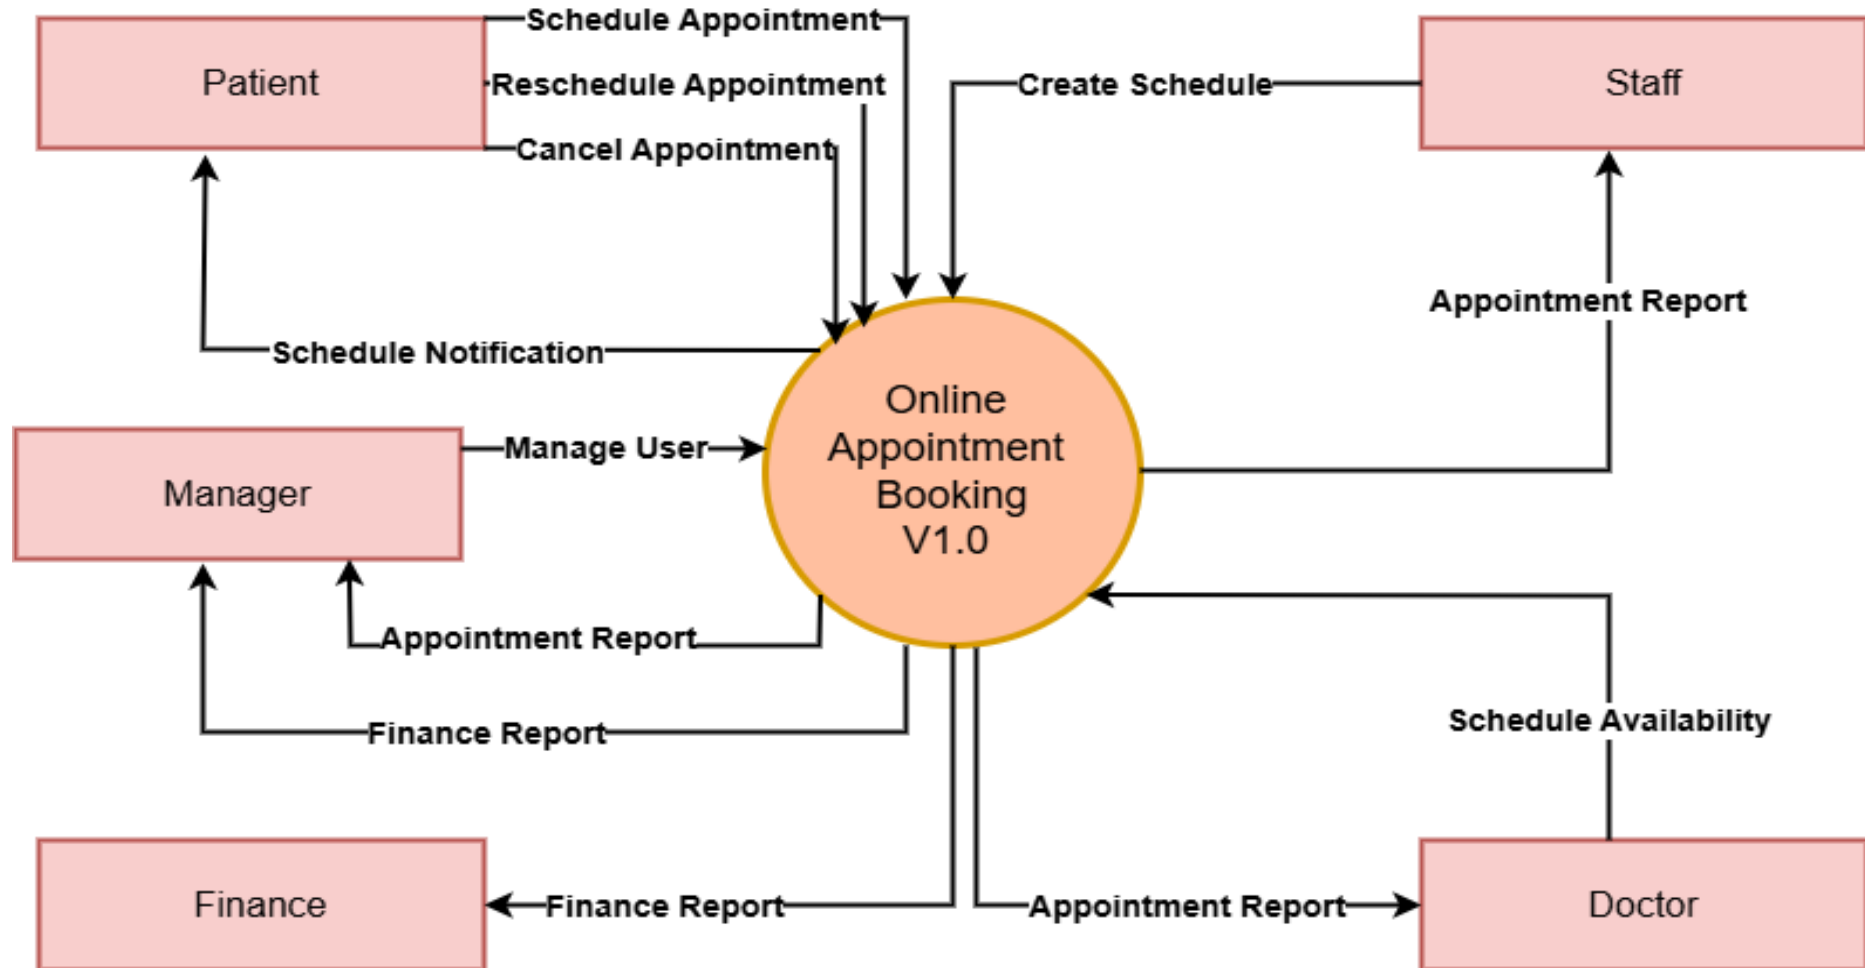 Schedule Appointment
Patient
Reschedule Appointment
Create Schedule
Staff
Cancel Appointment
Appointment Report
Schedule Notification
Online
Appointment
Booking
V1.0
Manage User
Manager
Appointment Report
Finance Report
Schedule Availability
Finance
Finance Report
Appointment Report
Doctor